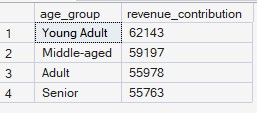 age_group revenue_contribution
1 Young Adult 62143
2 Middle-aged 59197
3 Adult 55978
4 Senior 55763